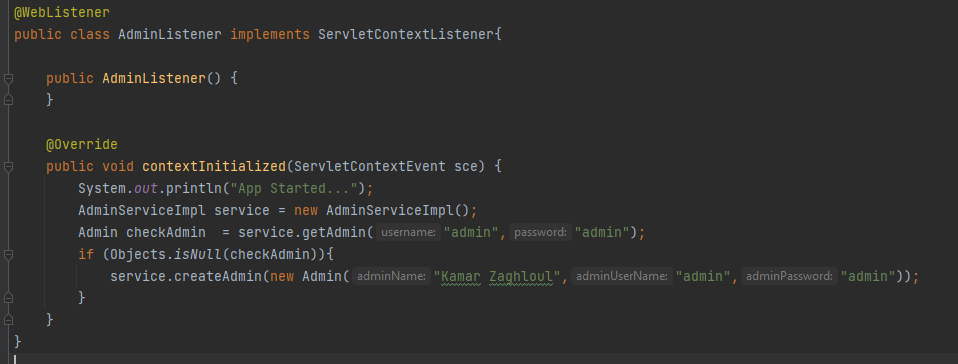 @WebListener
public class AdminListener implements ServletContextListener{
public AdminListener() {
}
@Override
public void contextInitialized(ServletContextEvent sce) {
System.out.println("App Started...");
AdminServiceImpl service = new AdminServiceImpl();
Admin checkAdmin  = service.getAdmin( username: "admin", password: "admin");
if (Objects.isNull(checkAdmin)){
service.createAdmin(new Admin( adminName: "Kamar Zaghloul", adminUserName: "admin", adminPassword: "admin"));
}
}
}